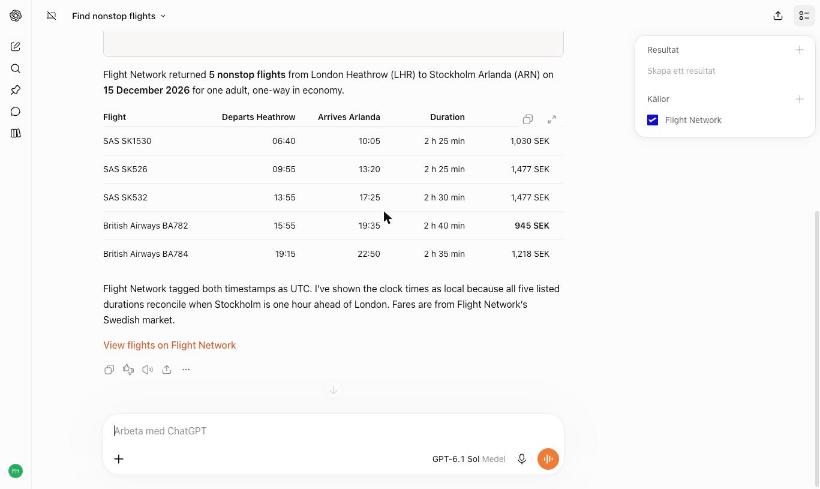 Find nonstop flights
Resultat
Skapa ett resultat
Källor
Flight Network
Flight Network returned 5 nonstop flights from London Heathrow (LHR) to Stockholm Arlanda (ARN) on
15 December 2026 for one adult, one-way in economy.
Flight Departs Heathrow Arrives Arlanda Duration
SAS SK1530 06:40 10:05 2 h 25 min 1,030 SEK
SAS SK526 09:55 13:20 2 h 25 min 1,477 SEK
SAS SK532 13:55 17:25 2 h 30 min 1,477 SEK
British Airways BA782 15:55 19:35 2 h 40 min 945 SEK
British Airways BA784 19:15 22:50 2 h 35 min 1,218 SEK
Flight Network tagged both timestamps as UTC. I've shown the clock times as local because all five listed
durations reconcile when Stockholm is one hour ahead of London. Fares are from Flight Network's
Swedish market.
View flights on Flight Network
Arbeta med ChatGPT
GPT-6.1 Sol Medel